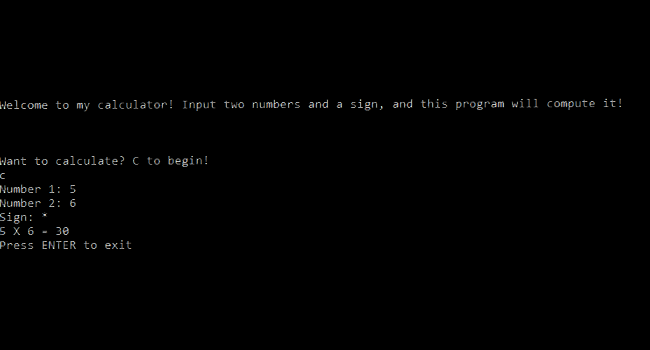 Welcome to my calculator! Input two numbers and a sign, and this program will compute it!
Want to calculate? C to begin!
c
Number 1: 5
Number 2: 6
Sign: *
5 X 6 = 30
Press ENTER to exit